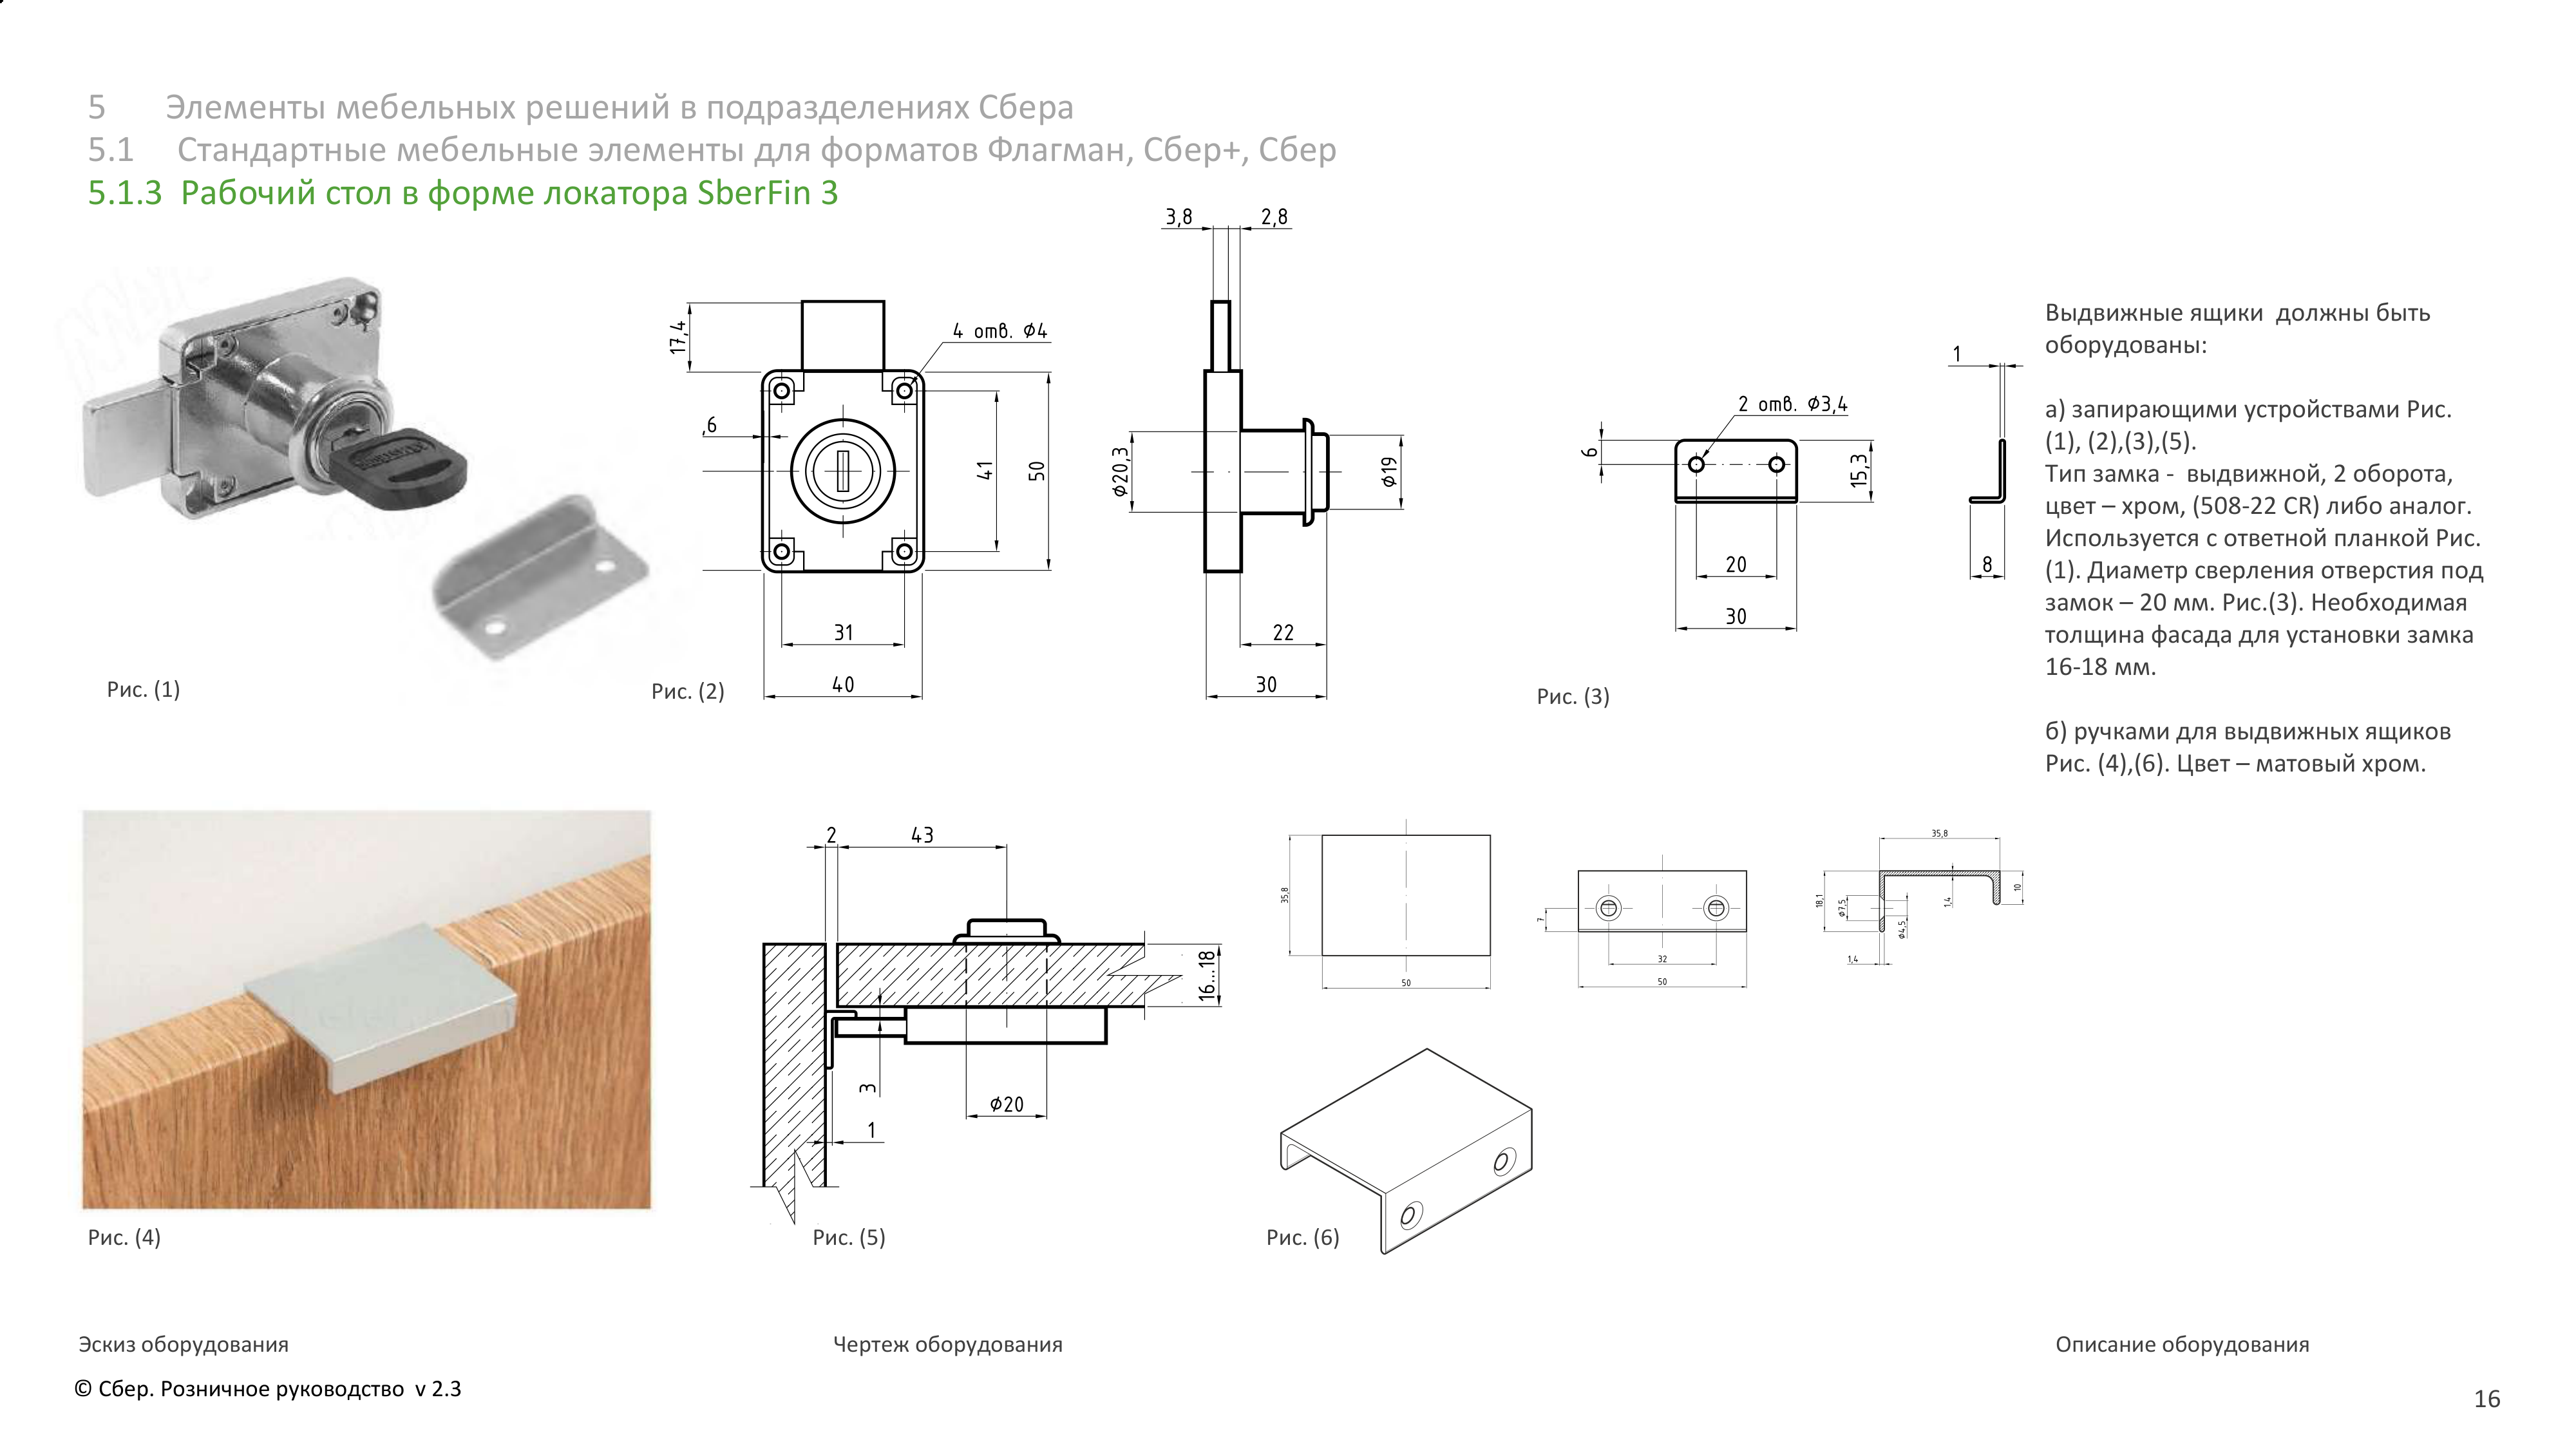 5 Элементы мебельных решений в подразделениях Сбера
5.1 Стандартные мебельные элементы для форматов Флагман, Сбер+, Сбер
5.1.3 Рабочий стол в форме локатора SberFin 3
3,8
2,8
17,4
4 отв. Ф4
,6
41
50
31
40
Ф20,3
Ф19
22
30
2 отв. Ф3,4
6
15,3
20
30
1
8
Рис. (1)
Рис. (2)
Рис. (3)
Выдвижные ящики должны быть
оборудованы:
а) запирающими устройствами Рис.
(1), (2),(3),(5).
Тип замка - выдвижной, 2 оборота,
цвет – хром, (508-22 CR) либо аналог.
Используется с ответной планкой Рис.
(1). Диаметр сверления отверстия под
замок – 20 мм. Рис.(3). Необходимая
толщина фасада для установки замка
16-18 мм.
б) ручками для выдвижных ящиков
Рис. (4),(6). Цвет – матовый хром.
2
43
16...18
3
Ф20
1
35,8
50
7
32
50
35,8
18,1
Ф7,5
Ф4,5
1,4
10
1,4
Рис. (4)
Рис. (5)
Рис. (6)
Эскиз оборудования
Чертеж оборудования
Описание оборудования
© Сбер. Розничное руководство v 2.3
16